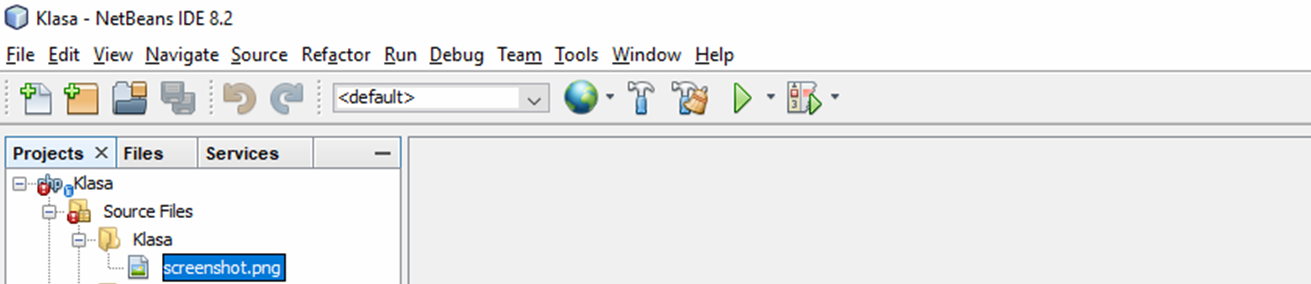 Klasa - NetBeans IDE 8.2
File Edit View Navigate Source Refactor Run Debug Team Tools Window Help
<default>
Projects Files Services
php Klasa
Source Files
Klasa
screenshot.png